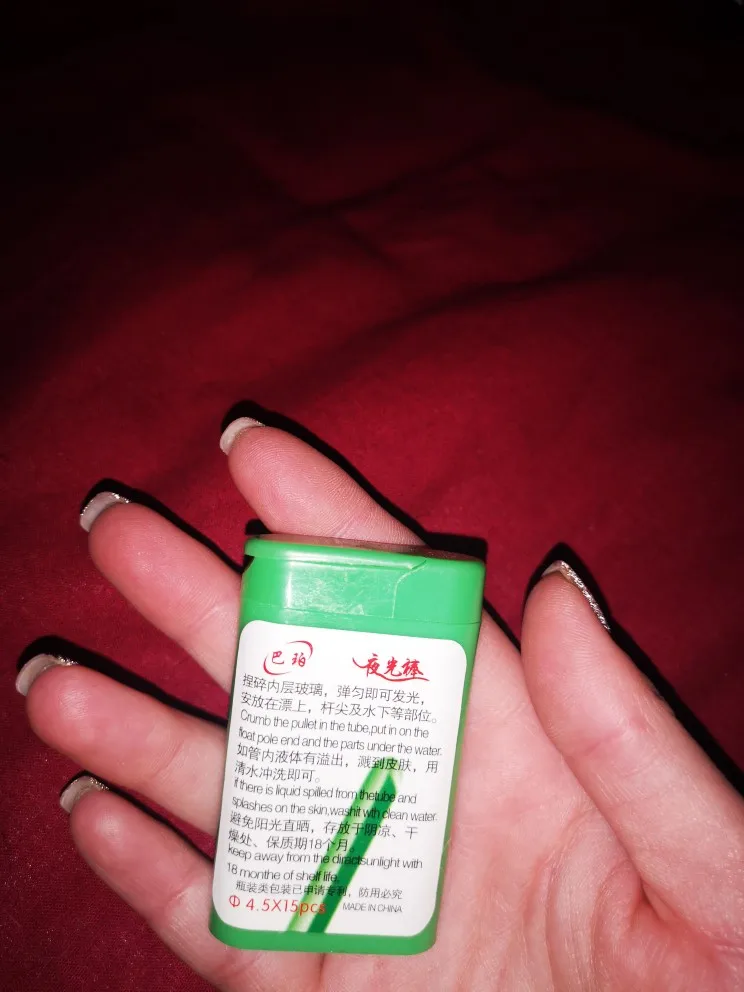 巴珀 夜光棒
捏碎内层玻璃，弹匀即可发光，
安放在漂上，杆尖及水下等部位。
Crumb the pullet in the tube,put in on the
float pole end and the parts under the water.
如管内液体有溢出，溅到皮肤，用
清水冲洗即可。
if there is liquid spilled from thetube and
splashes on the skin,washit wth clean water.
避免阳光直晒，存放于阴凉、干
燥处、保质期18个月。
keep away from the diractsunlight with
18 monthe of shelf life.
瓶装类包装已申请专利，防用必究
Φ 4.5X15pcs MADE IN CHINA